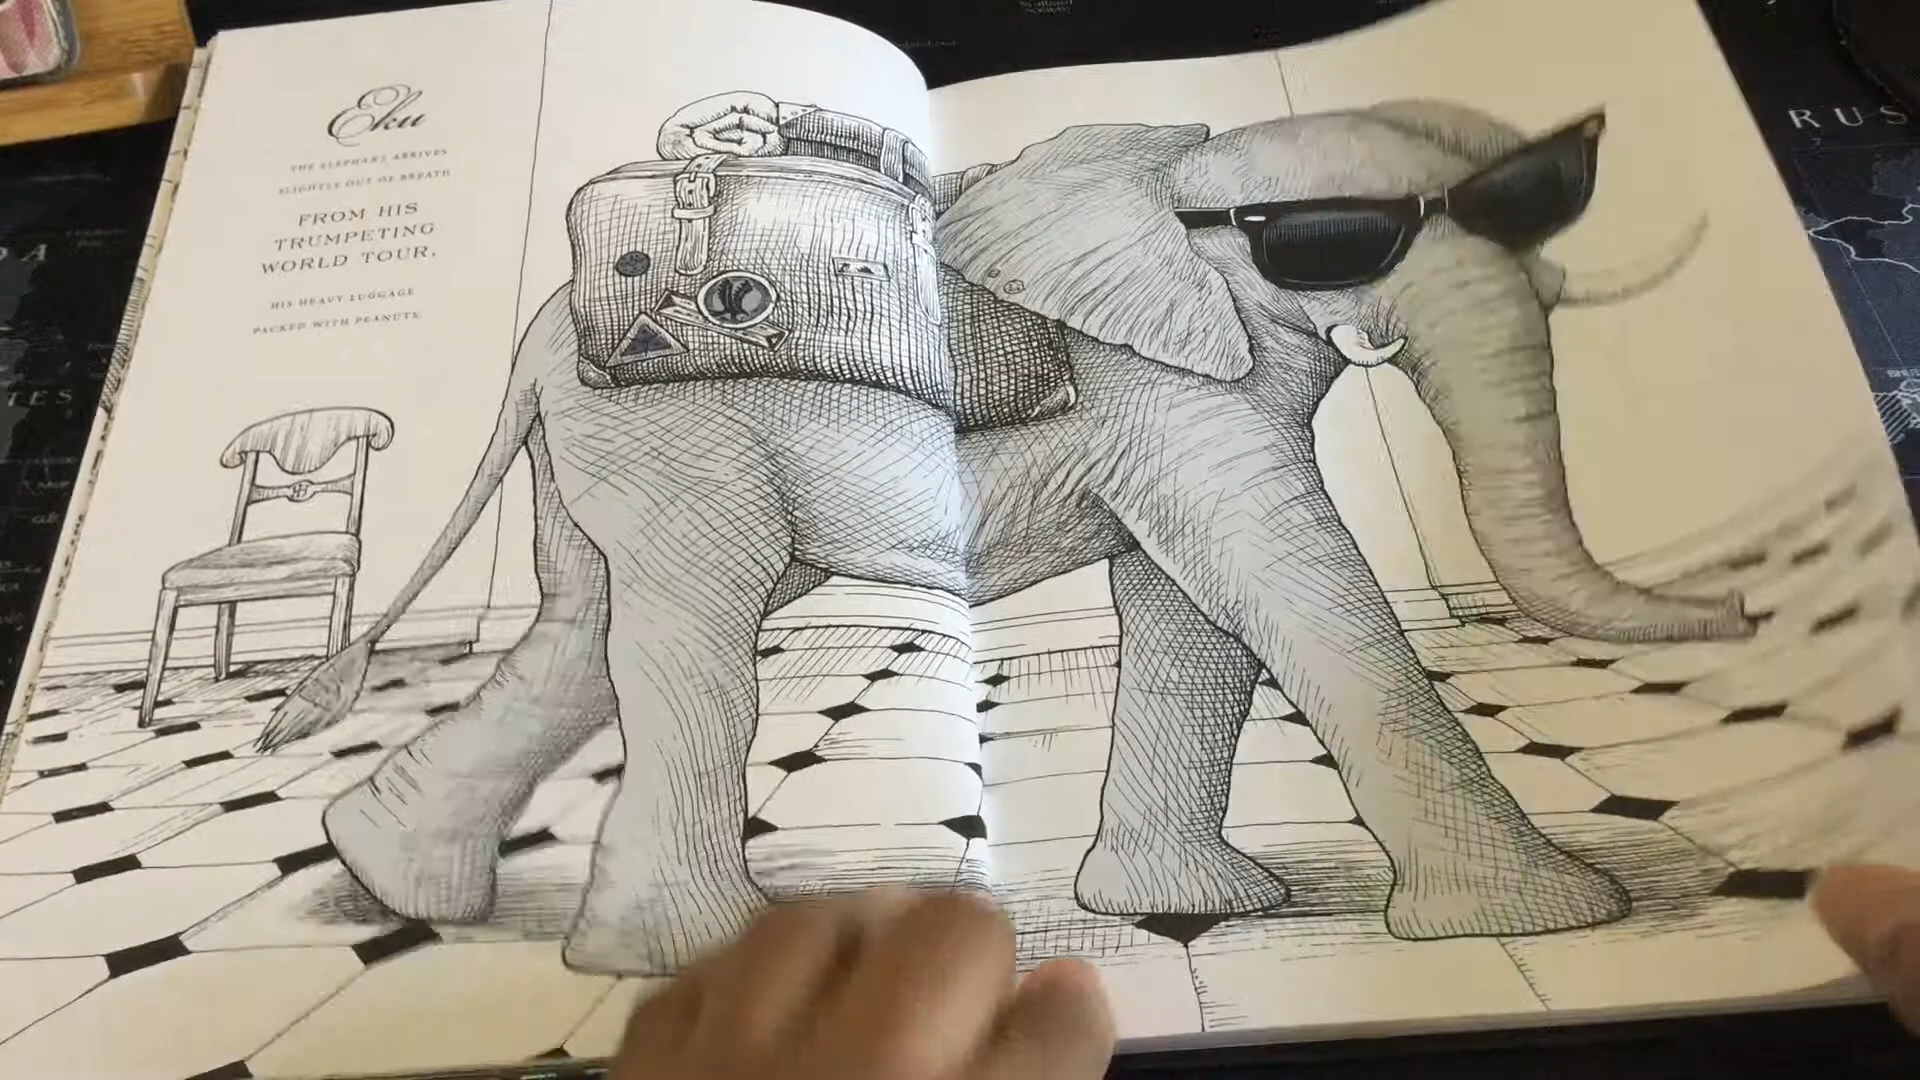 Eku
THE ELEPHANT ARRIVES
SLIGHTLY OUT OF BREATH
FROM HIS
TRUMPETING
WORLD TOUR,
HIS HEAVY LUGGAGE
PACKED WITH PEANUTS.
RUS